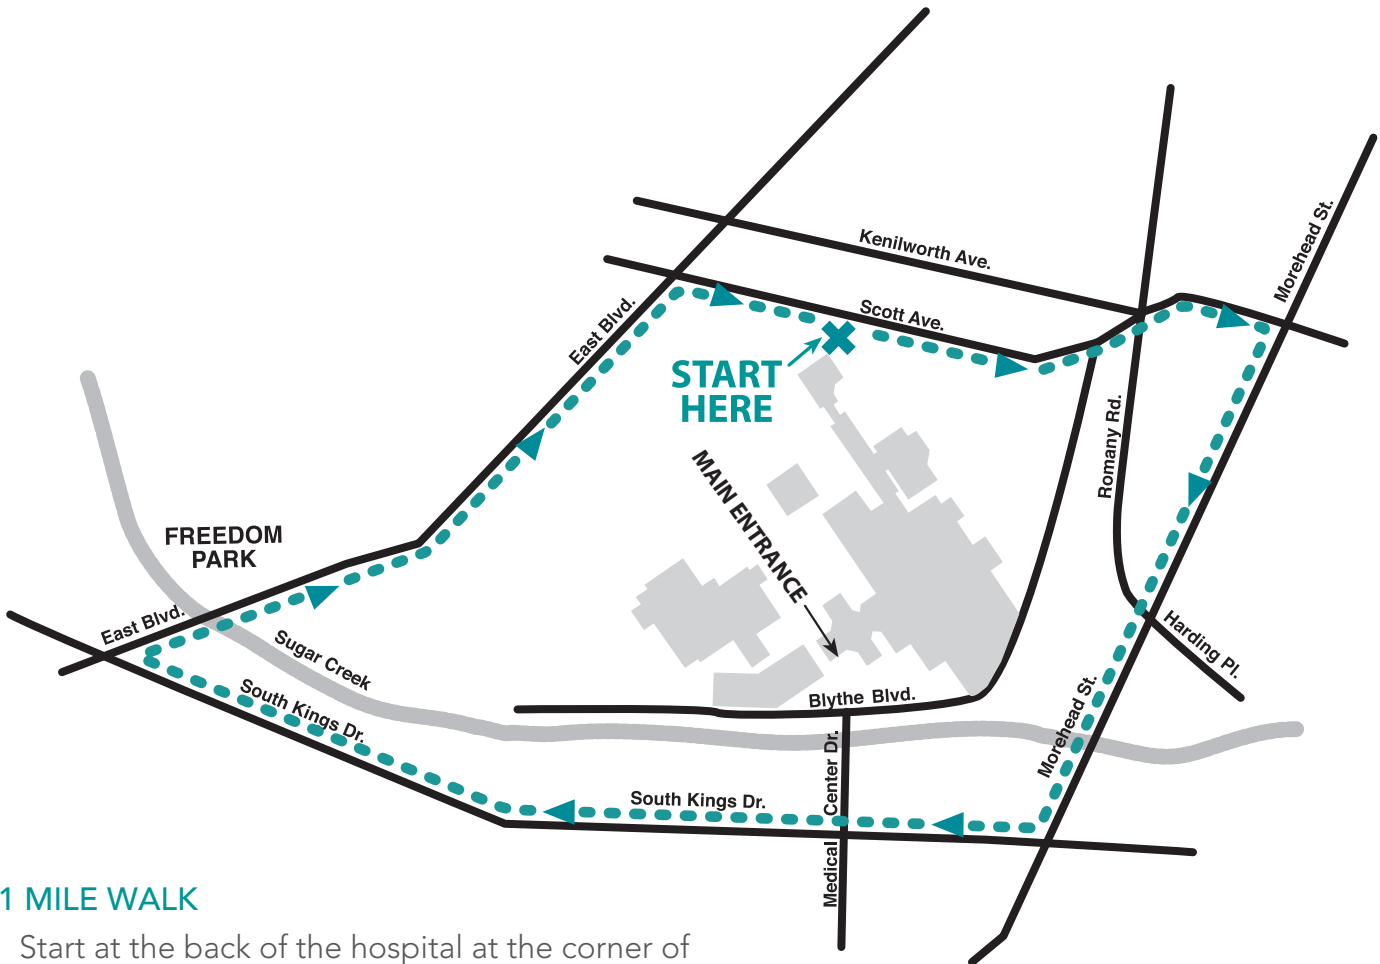 Morehead St.
Kenilworth Ave.
Scott Ave.
East Blvd.
START
HERE
Romany Rd.
MAIN ENTRANCE
FREEDOM
PARK
East Blvd.
Sugar Creek
Harding Pl.
South Kings Dr.
Blythe Blvd.
Morehead St.
Medical Center Dr.
South Kings Dr.
1 MILE WALK
Start at the back of the hospital at the corner of